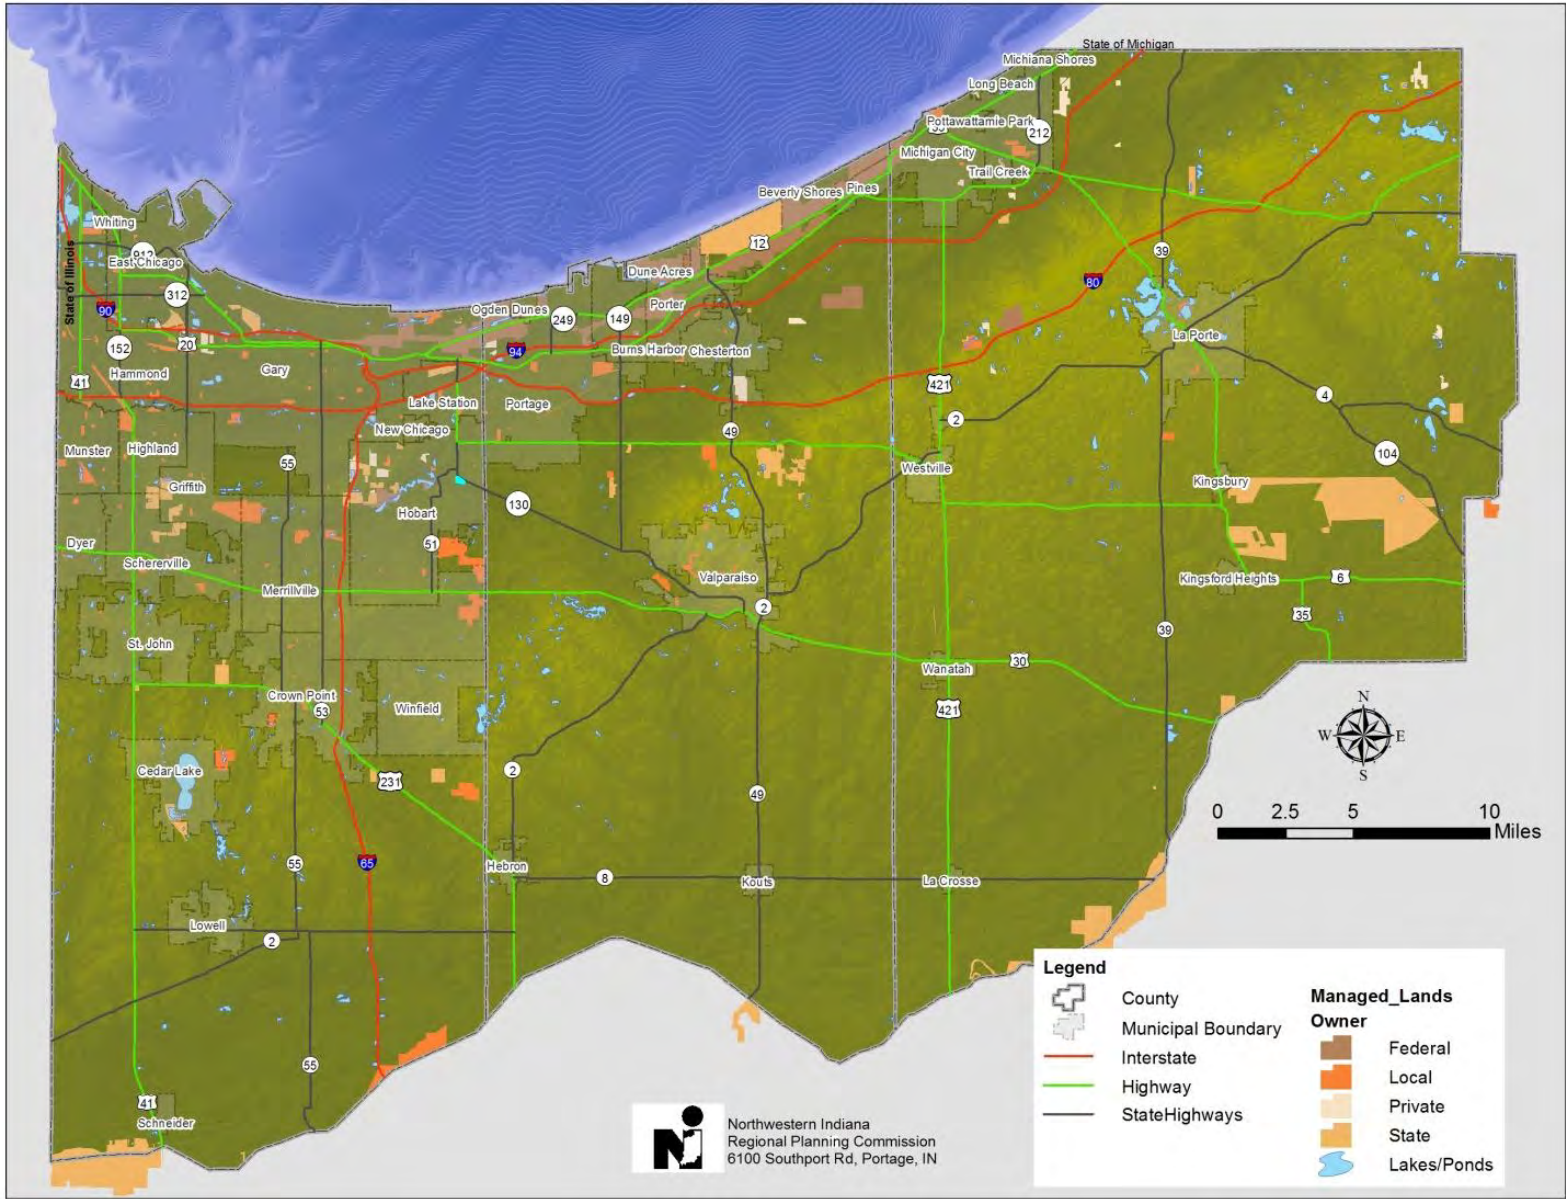 State of Michigan
Michiana Shores
Long Beach
Pottawattamie Park
212
Michigan City
Trail Creek
Beverly Shores
Pines
Whiting
912
East Chicago
State of Illinois
12
39
Dune Acres
80
312
90
Ogden Dunes
249
149
Porter
152
20
94
Burns Harbor
Chesterton
La Porte
Hammond
Gary
41
421
4
Lake Station
Portage
2
New Chicago
49
Munster
Highland
55
104
Westville
Griffith
Kingsbury
130
Hobart
51
Dyer
Schererville
Valparaiso
Kingsford Heights
6
Merrillville
2
35
39
St. John
30
Wanatah
Crown Point
53
Winfield
421
N
W
E
S
Cedar Lake
2
231
49
0 2.5 5 10
Miles
55
65
Hebron
8
Kouts
La Crosse
Lowell
2
55
41
Schneider
Legend
County
Municipal Boundary
Interstate
Highway
StateHighways
Managed_Lands
Owner
Federal
Local
Private
State
Lakes/Ponds
Northwestern Indiana
Regional Planning Commission
6100 Southport Rd, Portage, IN